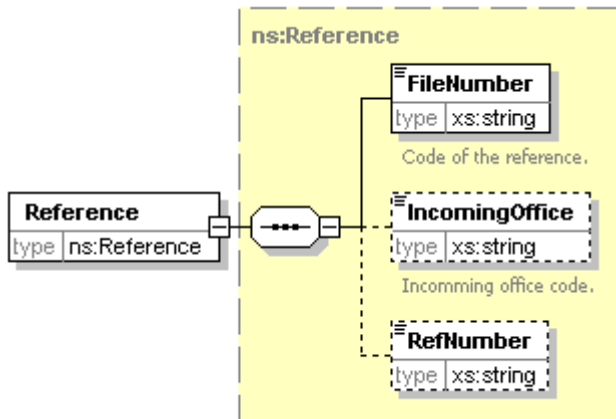 ns:Reference
FileNumber
type xs:string
Code of the reference.
Reference
type ns:Reference
IncomingOffice
type xs:string
Incomming office code.
RefNumber
type xs:string